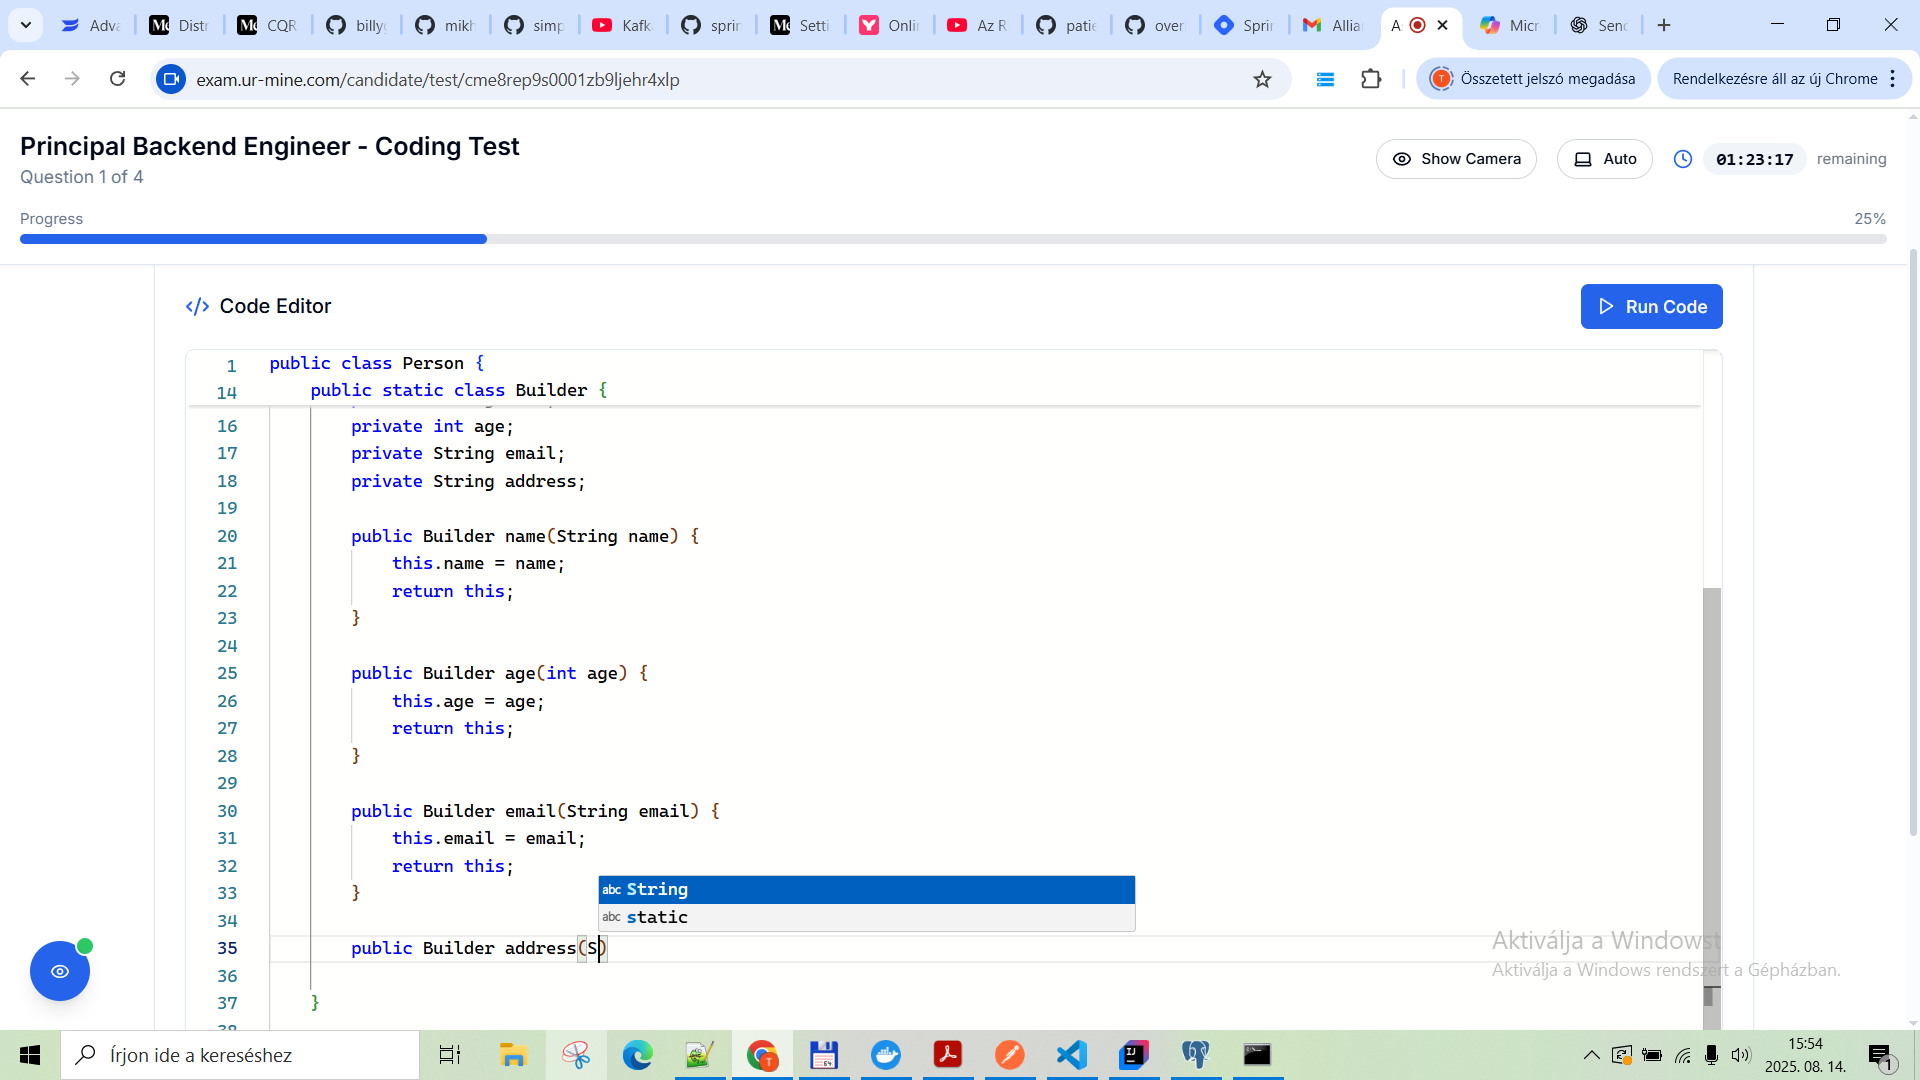 Adva
Distr
CQR
billyg
mikh
simp
Kafk
sprin
Setti
Onlin
Az R
patie
over
Sprin
Allia
A
Micr
Send
exam.ur-mine.com/candidate/test/cme8rep9s0001zb9ljehr4xlp
Összetett jelszó megadása
Rendelkezésre áll az új Chrome
Principal Backend Engineer - Coding Test
Question 1 of 4
Show Camera
Auto
01:23:17
remaining
Progress
25%
</> Code Editor
Run Code
1 public class Person {
14 public static class Builder {
16 private int age;
17 private String email;
18 private String address;
19
20 public Builder name(String name) {
21 this.name = name;
22 return this;
23 }
24
25 public Builder age(int age) {
26 this.age = age;
27 return this;
28 }
29
30 public Builder email(String email) {
31 this.email = email;
32 return this;
33 }
abc String
abc static
34
35 public Builder address(S)
36
37 }
38
Aktiválja a Windowst
Aktiválja a Windows rendszert a Gépházban.
Írjon ide a kereséshez
15:54
2025. 08. 14.
1